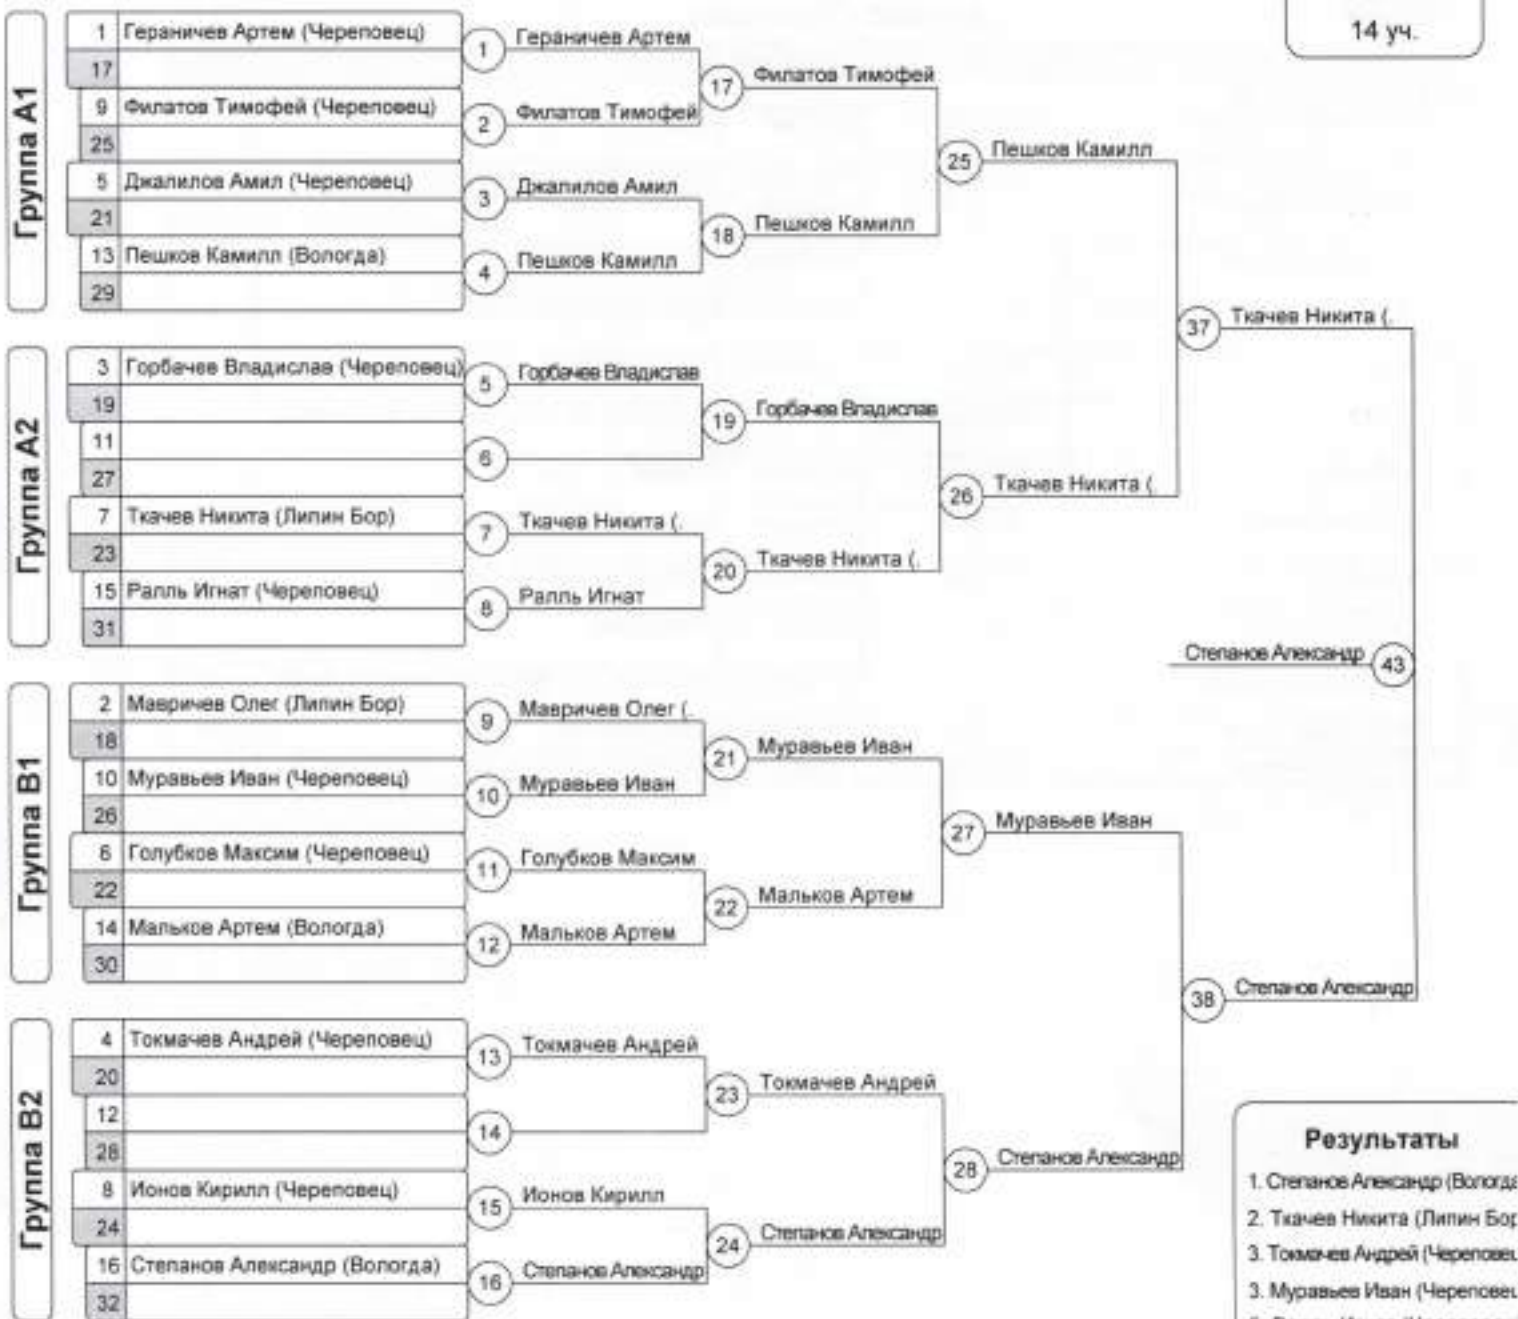 14 уч.
Группа А1
1 Гераничев Артем (Череповец)
17
9 Филатов Тимофей (Череповец)
25
5 Джалилов Амил (Череповец)
21
13 Пешков Камилл (Вологда)
29
1 Гераничев Артем
2 Филатов Тимофей
3 Джалилов Амил
4 Пешков Камилл
17 Филатов Тимофей
18 Пешков Камилл
25 Пешков Камилл
Группа А2
3 Горбачев Владислав (Череповец)
19
11
27
7 Ткачев Никита (Липин Бор)
23
15 Ралль Игнат (Череповец)
31
5 Горбачев Владислав
6
7 Ткачев Никита (.
8 Ралль Игнат
19 Горбачев Владислав
20 Ткачев Никита (.
26 Ткачев Никита (.
37 Ткачев Никита (.
Степанов Александр 43
Группа В1
2 Мавричев Олег (Липин Бор)
18
10 Муравьев Иван (Череповец)
26
6 Голубков Максим (Череповец)
22
14 Мальков Артем (Вологда)
30
9 Мавричев Олег (.
10 Муравьев Иван
11 Голубков Максим
12 Мальков Артем
21 Муравьев Иван
22 Мальков Артем
27 Муравьев Иван
38 Степанов Александр
Группа В2
4 Токмачев Андрей (Череповец)
20
12
28
8 Ионов Кирилл (Череповец)
24
16 Степанов Александр (Вологда)
32
13 Токмачев Андрей
14
15 Ионов Кирилл
16 Степанов Александр
23 Токмачев Андрей
24 Степанов Александр
28 Степанов Александр
Результаты
1. Степанов Александр (Вологда
2. Ткачев Никита (Липин Бор
3. Токмачев Андрей (Череповец
3. Муравьев Иван (Череповец